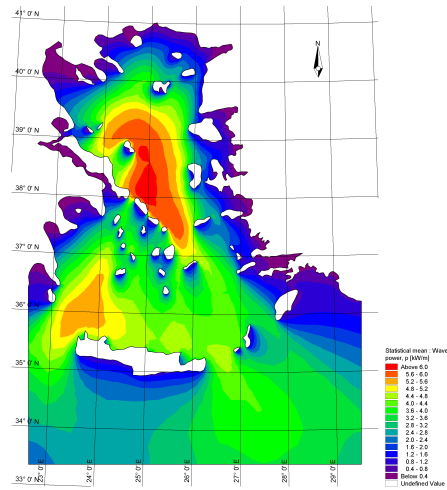 41° 0' N
N
40° 0' N
39° 0' N
38° 0' N
37° 0' N
36° 0' N
35° 0' N
34° 0' N
33° 0' N
23° 0' E
24° 0' E
25° 0' E
26° 0' E
27° 0' E
28° 0' E
29° 0' E
Statistical mean : Wave
power, p [kW/m]
Above 6.0
5.6 - 6.0
5.2 - 5.6
4.8 - 5.2
4.4 - 4.8
4.0 - 4.4
3.6 - 4.0
3.2 - 3.6
2.8 - 3.2
2.4 - 2.8
2.0 - 2.4
1.6 - 2.0
1.2 - 1.6
0.8 - 1.2
0.4 - 0.8
Below 0.4
Undefined Value